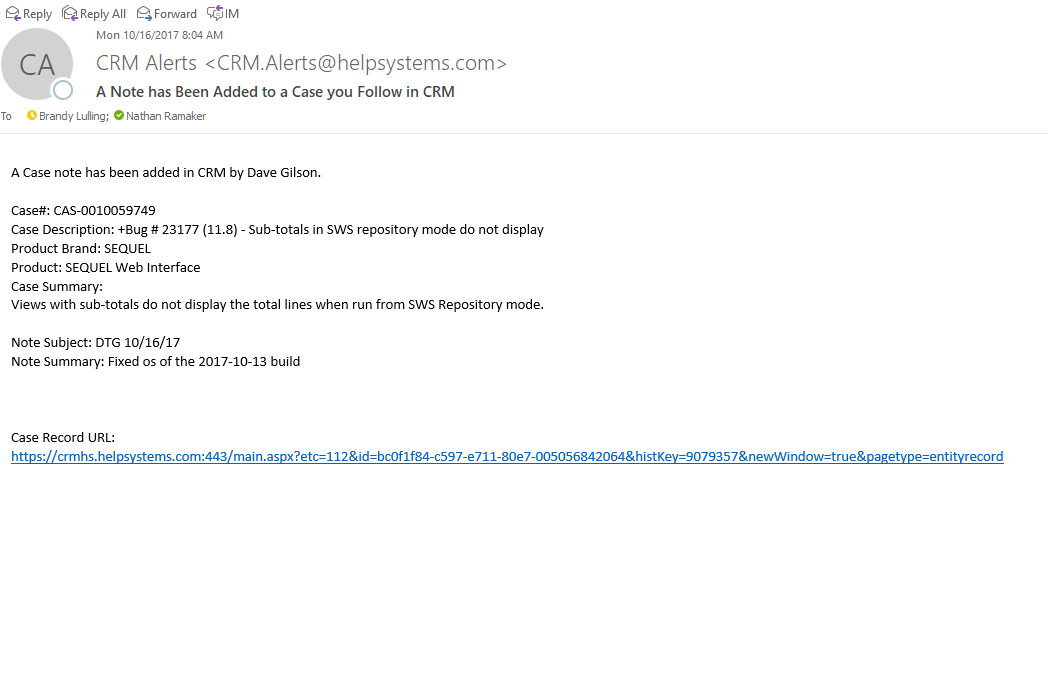 Reply Reply All Forward IM
Mon 10/16/2017 8:04 AM
CA
CRM Alerts <CRM.Alerts@helpsystems.com>
A Note has Been Added to a Case you Follow in CRM
To Brandy Lulling; Nathan Ramaker
A Case note has been added in CRM by Dave Gilson.
Case#: CAS-0010059749
Case Description: +Bug # 23177 (11.8) - Sub-totals in SWS repository mode do not display
Product Brand: SEQUEL
Product: SEQUEL Web Interface
Case Summary:
Views with sub-totals do not display the total lines when run from SWS Repository mode.
Note Subject: DTG 10/16/17
Note Summary: Fixed os of the 2017-10-13 build
Case Record URL:
https://crmhs.helpsystems.com:443/main.aspx?etc=112&id=bc0f1f84-c597-e711-80e7-005056842064&histKey=9079357&newWindow=true&pagetype=entityrecord